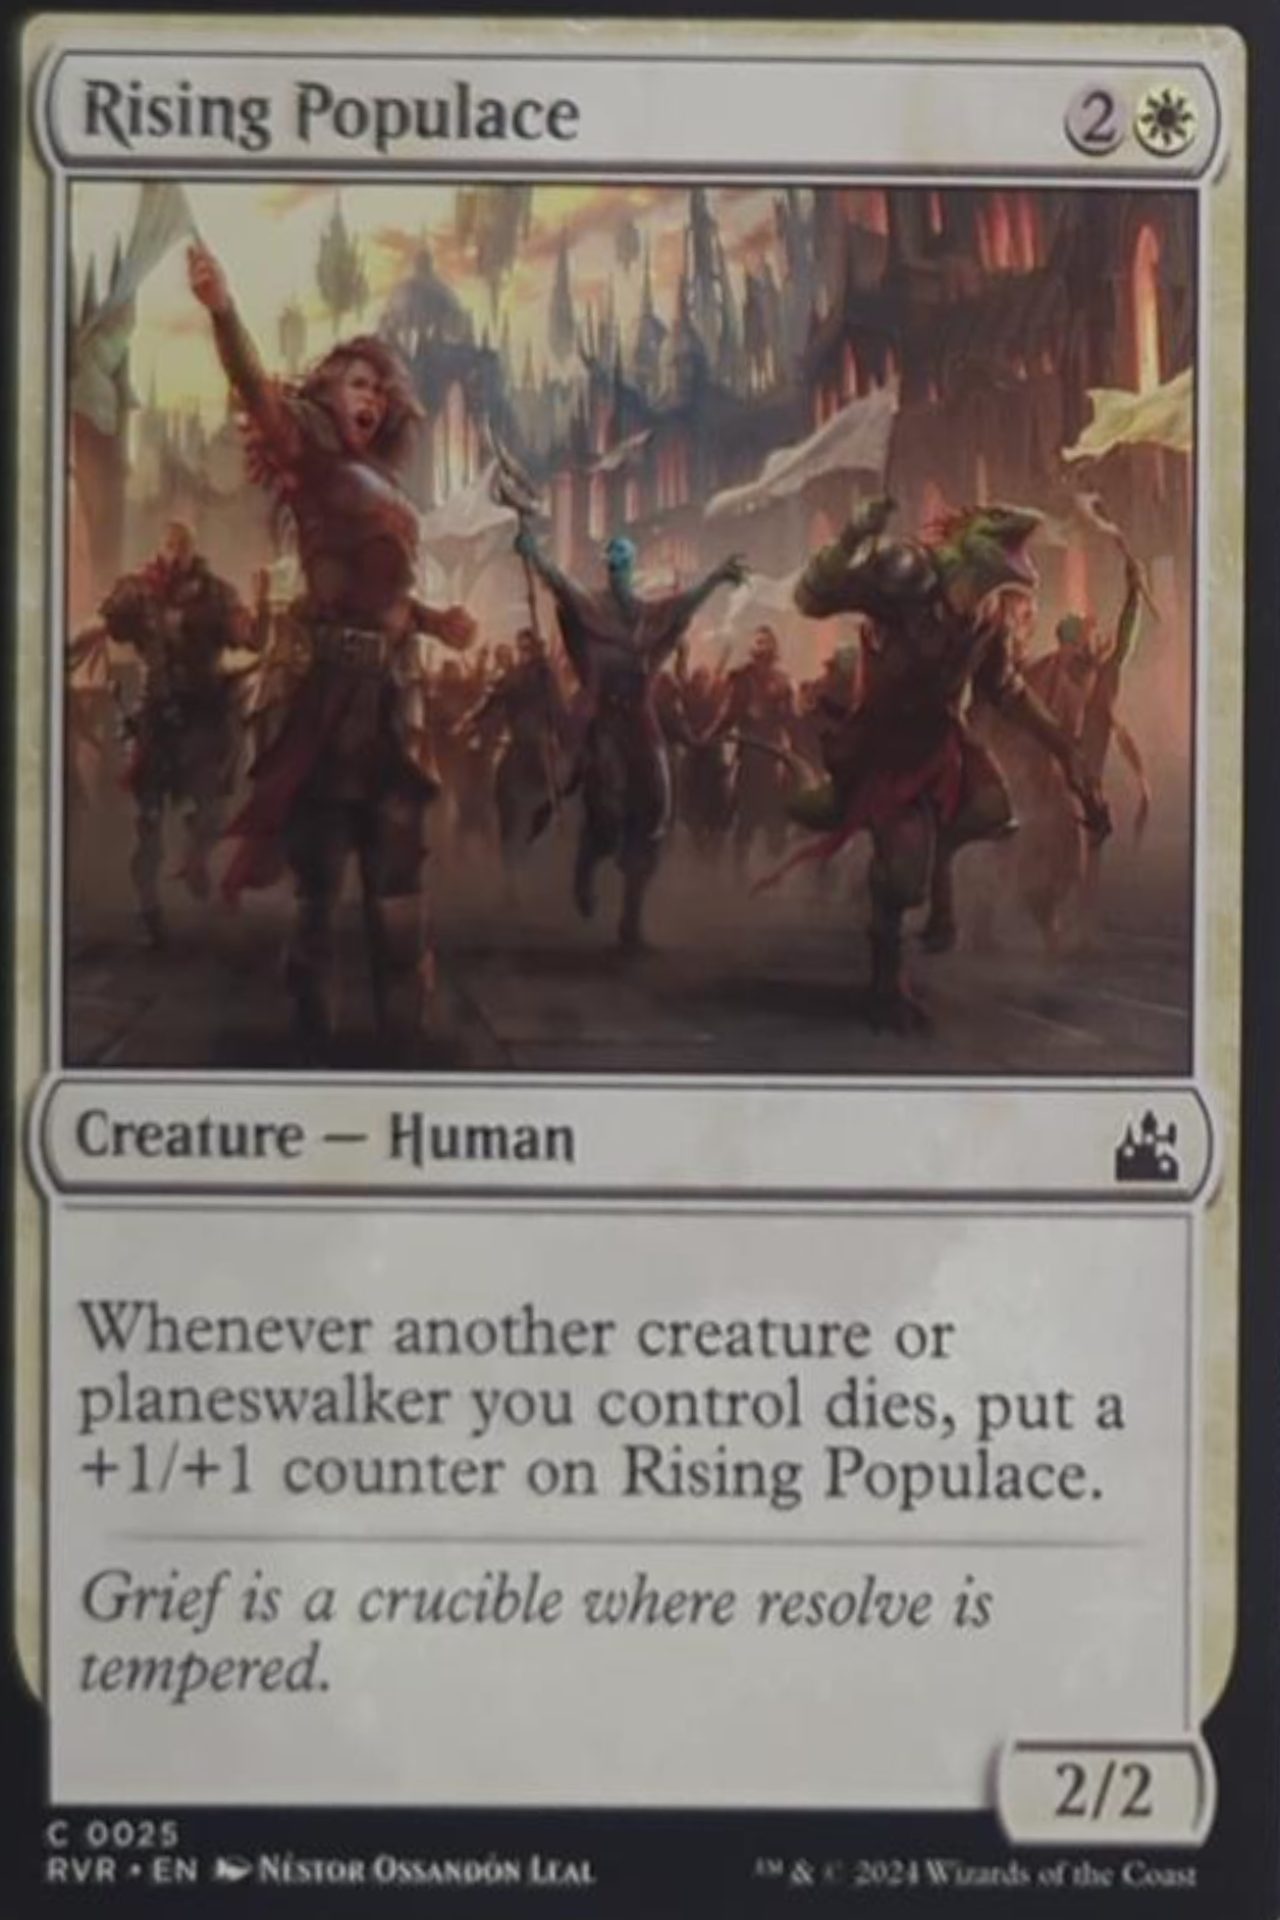 Rising Populace 2
Creature — Human
Whenever another creature or
planeswalker you control dies, put a
+1/+1 counter on Rising Populace.
Grief is a crucible where resolve is
tempered.
2/2
C 0025
RVR • EN Néstor Ossandón Leal
™ & © 2024 Wizards of the Coast